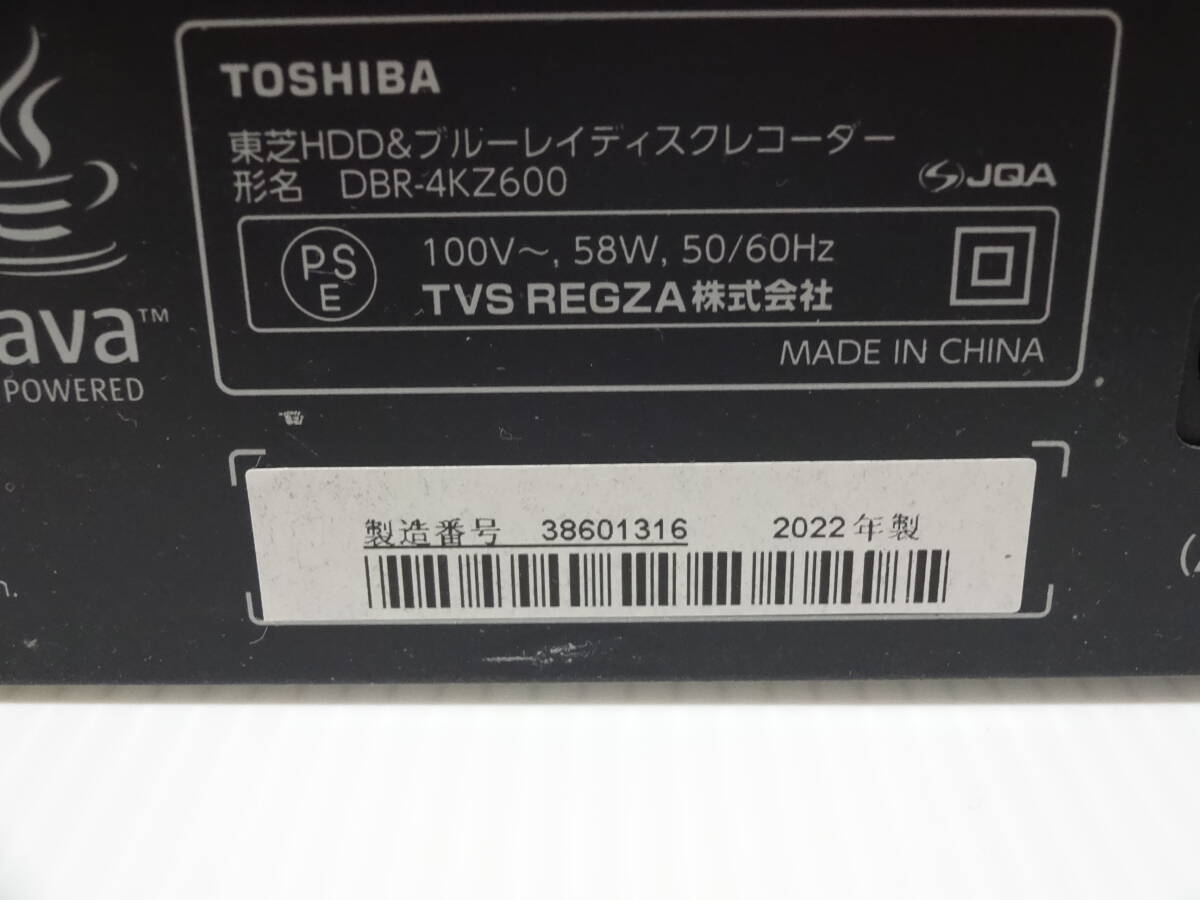 TOSHIBA
東芝HDD&ブルーレイディスクレコーダー
形名 DBR-4KZ600
JQA
PS
E
100V～, 58W, 50/60Hz
TVS REGZA株式会社
MADE IN CHINA
ava™
POWERED
製造番号 38601316 2022年製